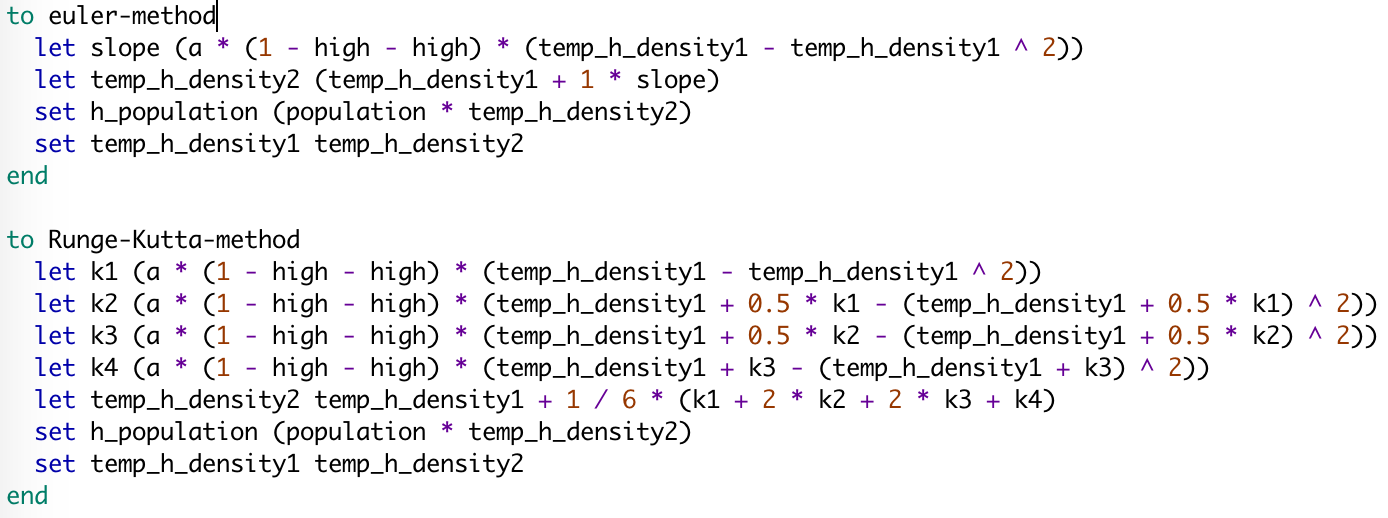 to euler-method
let slope (a * (1 - high - high) * (temp_h_density1 - temp_h_density1 ^ 2))
let temp_h_density2 (temp_h_density1 + 1 * slope)
set h_population (population * temp_h_density2)
set temp_h_density1 temp_h_density2
end
to Runge-Kutta-method
let k1 (a * (1 - high - high) * (temp_h_density1 - temp_h_density1 ^ 2))
let k2 (a * (1 - high - high) * (temp_h_density1 + 0.5 * k1 - (temp_h_density1 + 0.5 * k1) ^ 2))
let k3 (a * (1 - high - high) * (temp_h_density1 + 0.5 * k2 - (temp_h_density1 + 0.5 * k2) ^ 2))
let k4 (a * (1 - high - high) * (temp_h_density1 + k3 - (temp_h_density1 + k3) ^ 2))
let temp_h_density2 temp_h_density1 + 1 / 6 * (k1 + 2 * k2 + 2 * k3 + k4)
set h_population (population * temp_h_density2)
set temp_h_density1 temp_h_density2
end